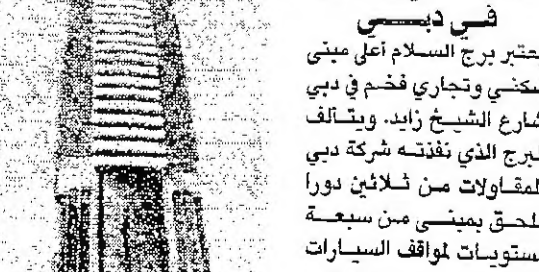 في دبي
يعتبر برج السلام أعلى مبنى
سكني وتجاري فخم في دبي
شارع الشيخ زايد. ويتألف
البرج الذي نفذته شركة دبي
للمقاولات من ثلاثين دورا
ملحق بمبنى من سبعة
مستويات لمواقف السيارات